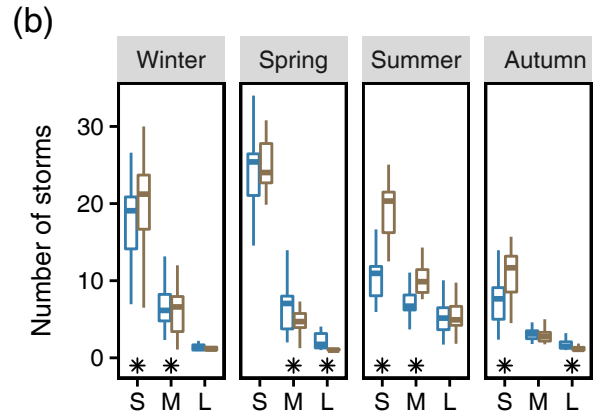 (b)
Winter Spring Summer Autumn
Number of storms
30
20
10
0
* * * * * * * *
S M L S M L S M L S M L